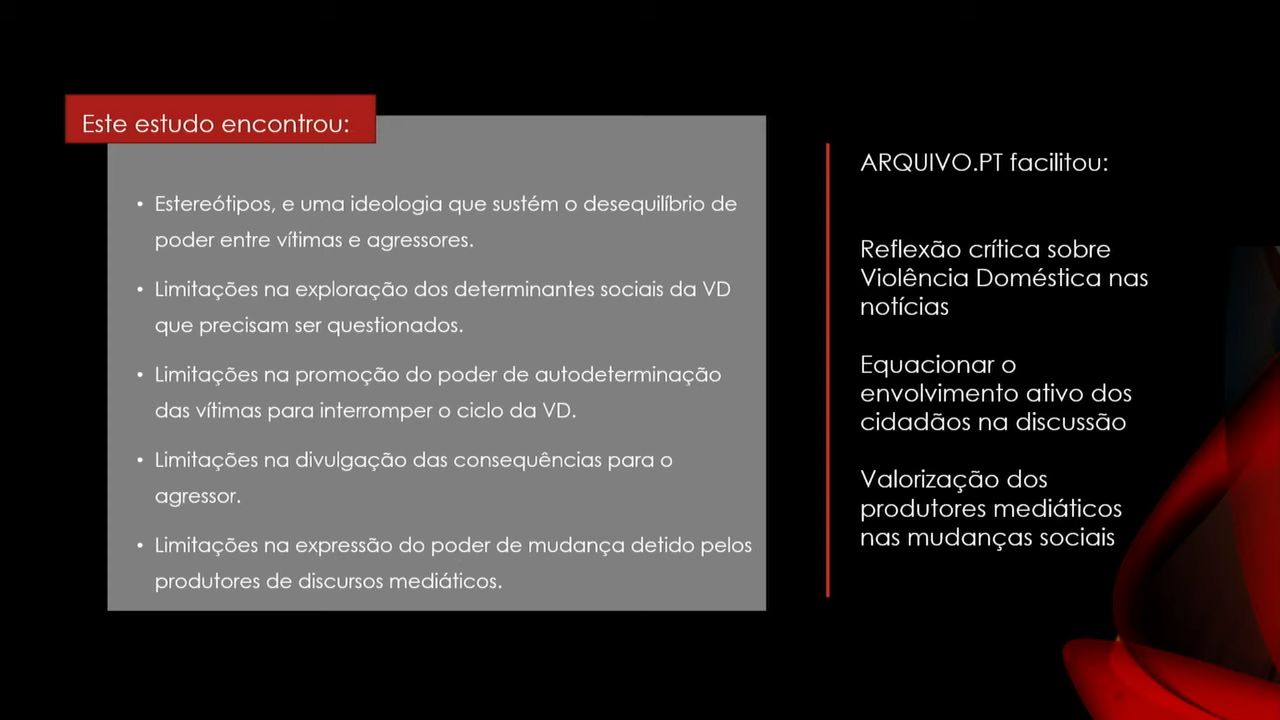 Este estudo encontrou:
• Estereótipos, e uma ideologia que sustém o desequilíbrio de
poder entre vítimas e agressores.
• Limitações na exploração dos determinantes sociais da VD
que precisam ser questionados.
• Limitações na promoção do poder de autodeterminação
das vítimas para interromper o ciclo da VD.
• Limitações na divulgação das consequências para o
agressor.
• Limitações na expressão do poder de mudança detido pelos
produtores de discursos mediáticos.
ARQUIVO.PT facilitou:
Reflexão crítica sobre
Violência Doméstica nas
notícias
Equacionar o
envolvimento ativo dos
cidadãos na discussão
Valorização dos
produtores mediáticos
nas mudanças sociais